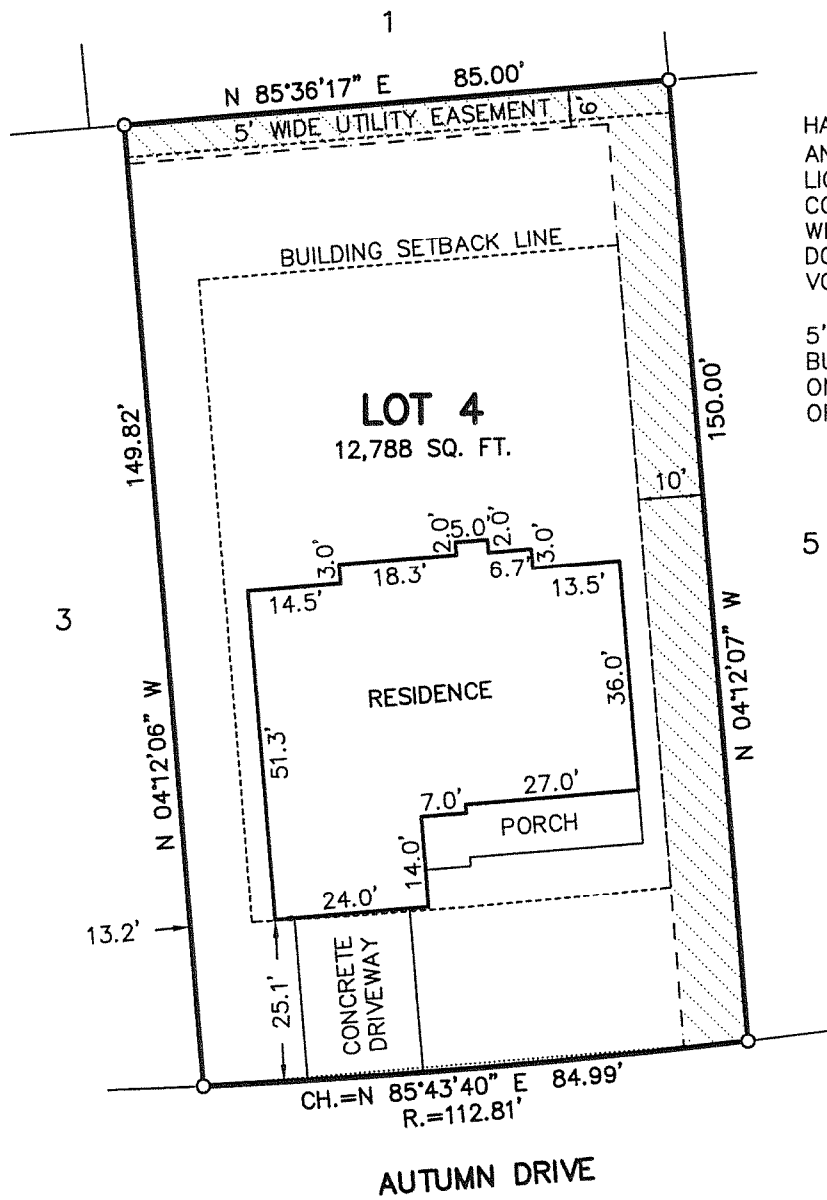 1
N 85°36'17" E 85.00'
5' WIDE UTILITY EASEMENT
6'
BUILDING SETBACK LINE
LOT 4
12,788 SQ. FT.
149.82'
150.00'
10'
HA
AN
LIC
CO
WI
DO
VO
5'
BU
ON
OF
5
3
14.5'
3.0'
18.3'
2.0'
5.0'
2.0'
6.7'
3.0'
13.5'
RESIDENCE
36.0'
51.3'
N 04°12'06" W
N 04°12'07" W
7.0'
27.0'
PORCH
14.0'
24.0'
13.2'
25.1'
CONCRETE
DRIVEWAY
CH.=N 85°43'40" E 84.99'
R.=112.81'
AUTUMN DRIVE